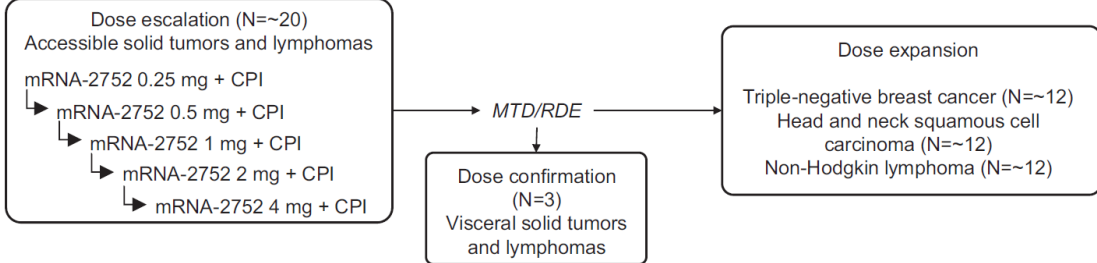 Dose escalation (N=~20)
Accessible solid tumors and lymphomas
mRNA-2752 0.25 mg + CPI
mRNA-2752 0.5 mg + CPI
mRNA-2752 1 mg + CPI
mRNA-2752 2 mg + CPI
mRNA-2752 4 mg + CPI
MTD/RDE
Dose confirmation
(N=3)
Visceral solid tumors
and lymphomas
Dose expansion
Triple-negative breast cancer (N=~12)
Head and neck squamous cell
carcinoma (N=~12)
Non-Hodgkin lymphoma (N=~12)